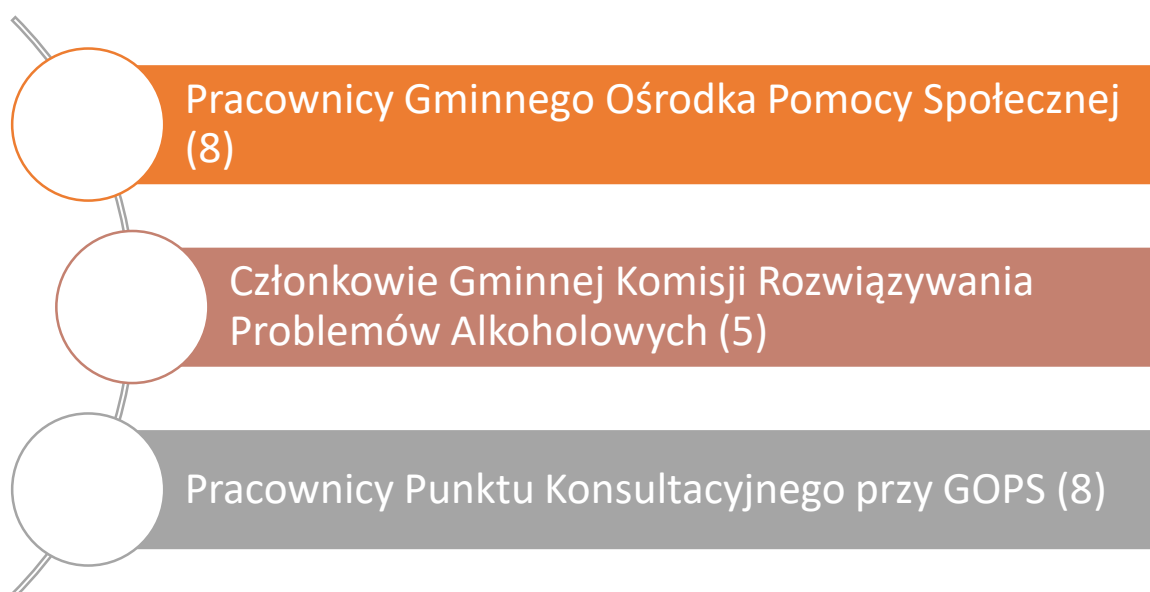 Pracownicy Gminnego Ośrodka Pomocy Społecznej
(8)
Członkowie Gminnej Komisji Rozwiązywania
Problemów Alkoholowych (5)
Pracownicy Punktu Konsultacyjnego przy GOPS (8)